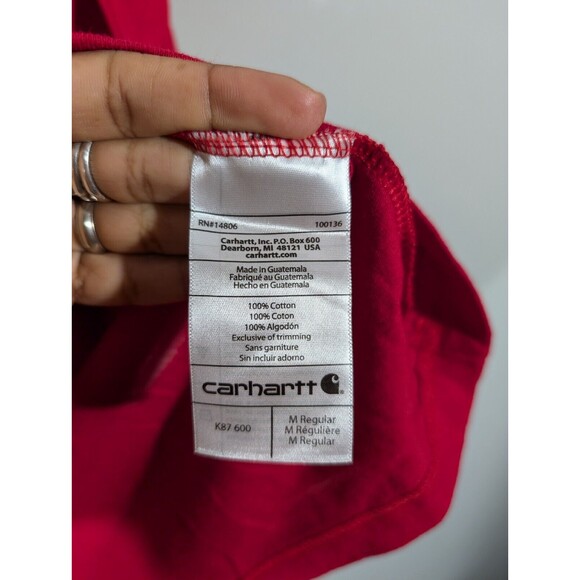 RN#14806 100136
Carhartt, Inc. P.O. Box 600
Dearborn, MI 48121 USA
carhartt.com
Made in Guatemala
Fabriqué au Guatemala
Hecho en Guatemala
100% Cotton
100% Coton
100% Algodón
Exclusive of trimming
Sans garniture
Sin incluir adorno
carhartt
K87 600
M Regular
M Régulière
M Regular